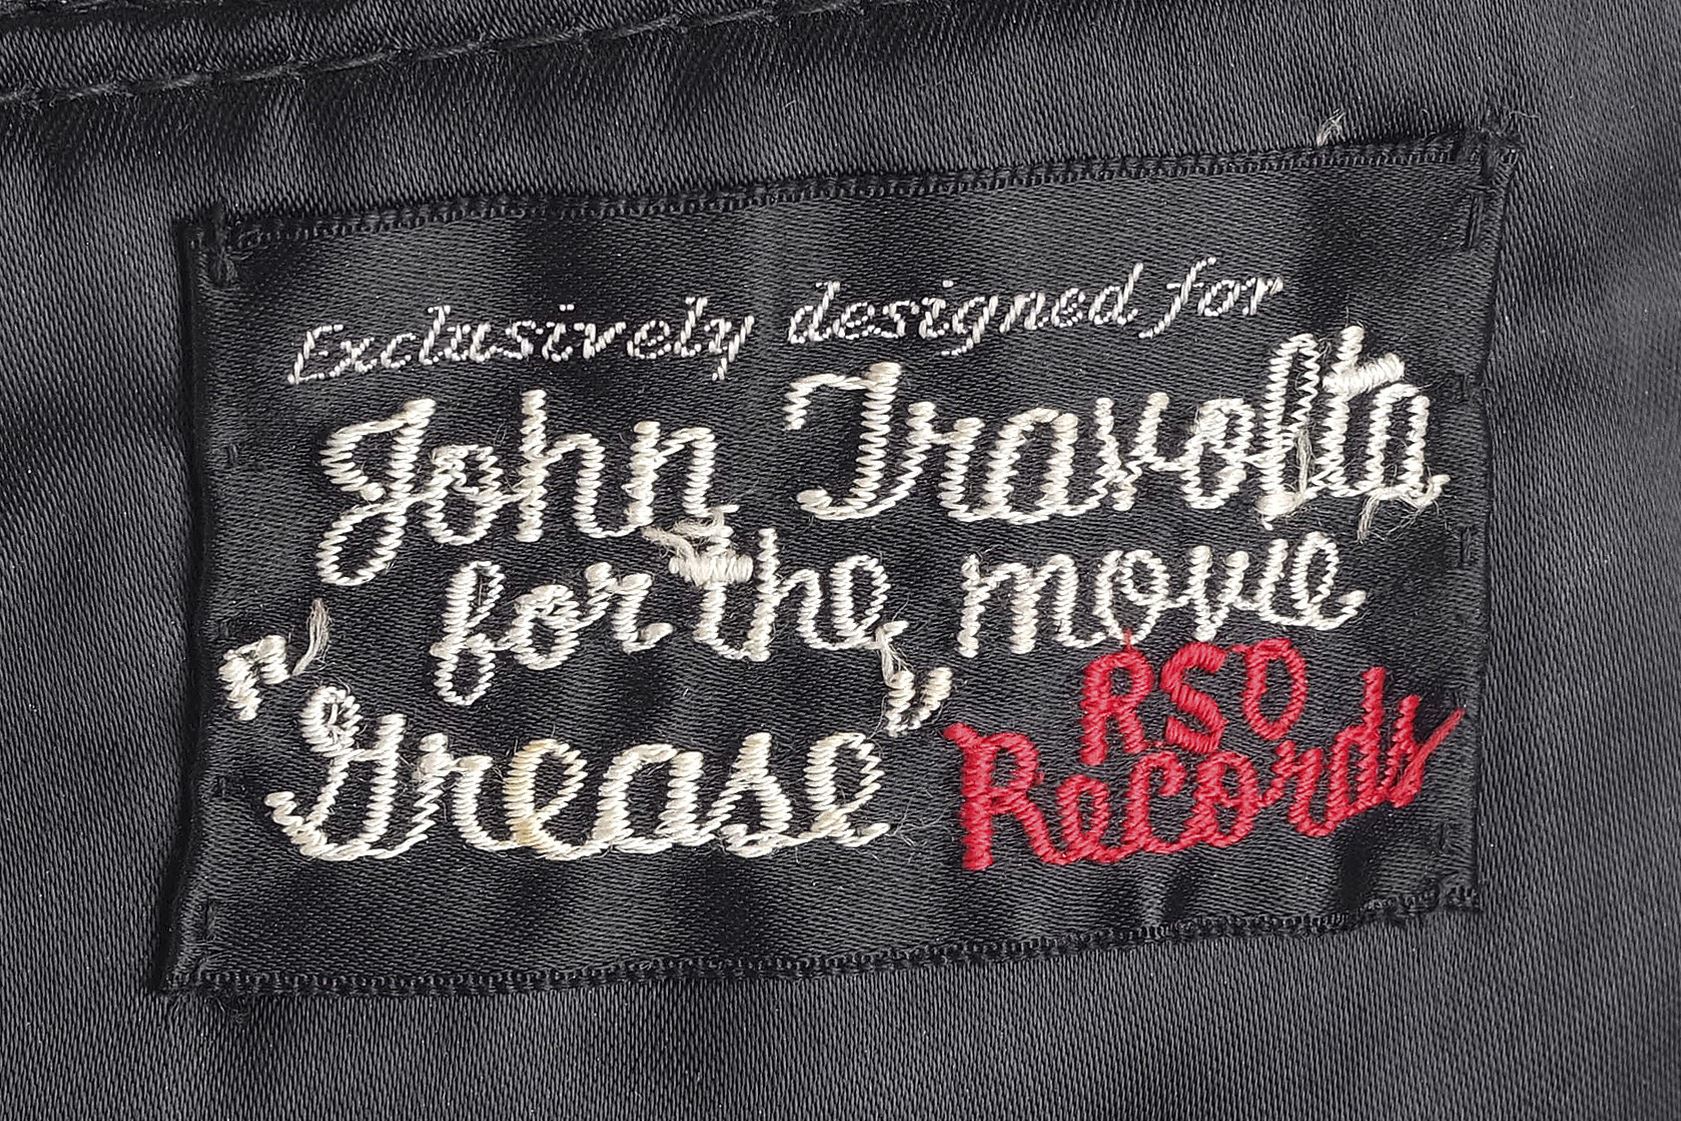 Exclusively designed for
John Travolta
for the movie
"Grease"
RSO
Records